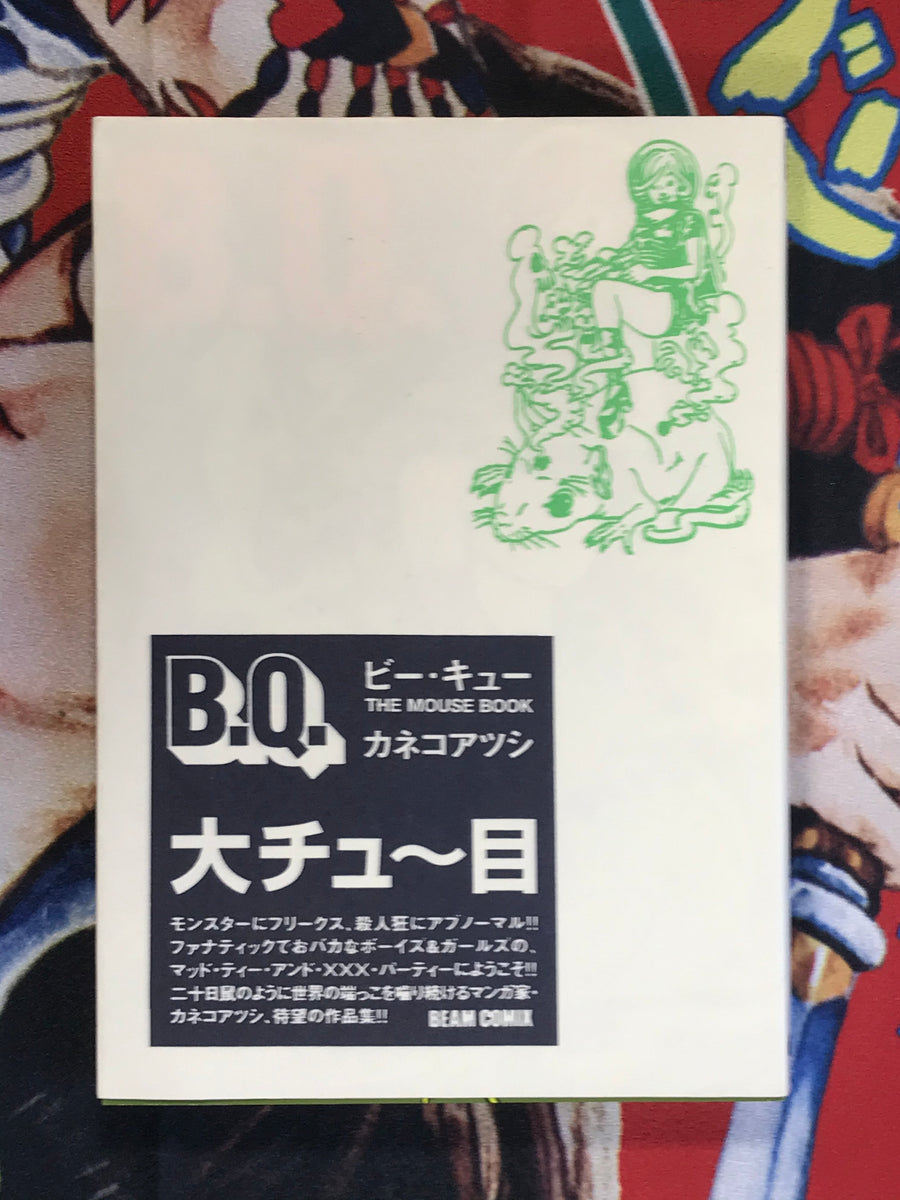 B.Q.
ビー・キュー
THE MOUSE BOOK
カネコアツシ
大チュ〜目
モンスターにフリークス、殺人狂にアブノーマル!!
ファナティックでおバカなボーイズ&ガールズの、
マッド・ティー・アンド・XXX・パーティーにようこそ!!
二十日鼠のように世界の端っこを囓り続けるマンガ家・
カネコアツシ、待望の作品集!!
BEAM COMIX